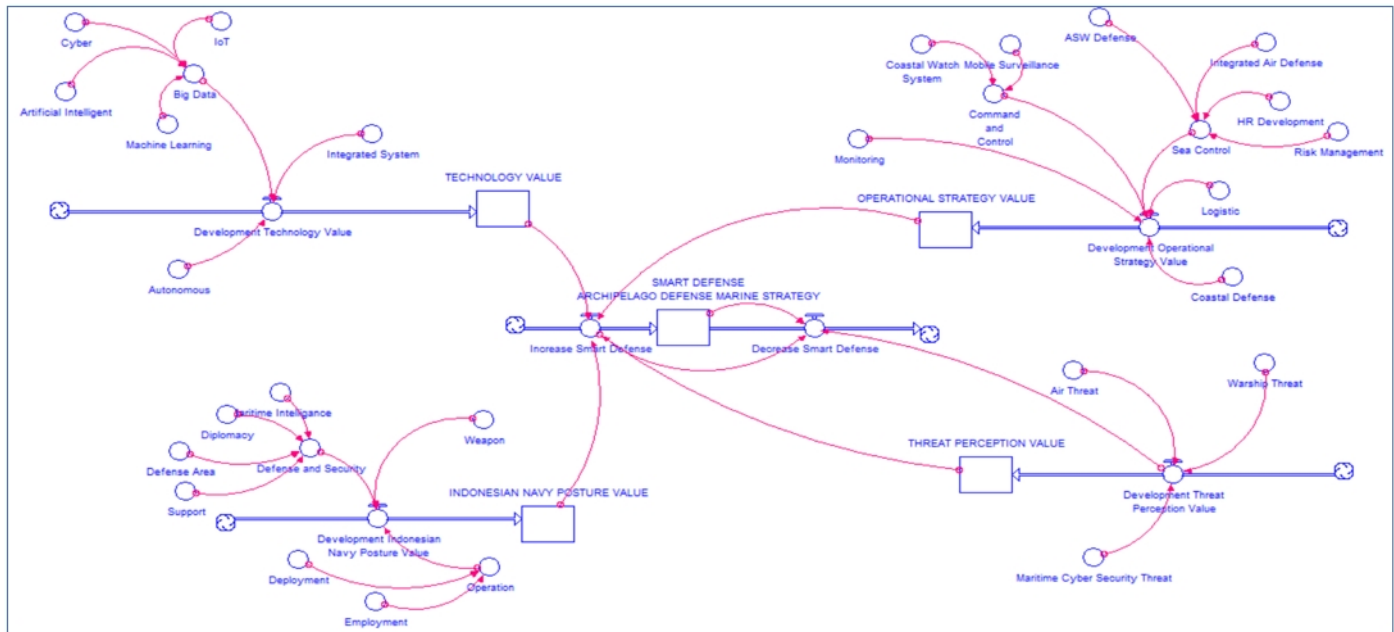 Cyber
IoT
Big Data
Artificial Intelligent
Machine Learning
Integrated System
TECHNOLOGY VALUE
Development Technology Value
Autonomous
ASW Defense
Coastal Watch Mobile Surveillance
System
Integrated Air Defense
Command
and
Control
HR Development
Sea Control
Risk Management
Monitoring
OPERATIONAL STRATEGY VALUE
Logistic
Development Operational
Strategy Value
Coastal Defense
SMART DEFENSE
ARCHIPELAGO DEFENSE MARINE STRATEGY
Increase Smart Defense
Decrease Smart Defense
Air Threat
Warship Threat
THREAT PERCEPTION VALUE
Development Threat
Perception Value
Maritime Cyber Security Threat
Maritime Intelligance
Diplomacy
Weapon
Defense Area
Defense and Security
Support
INDONESIAN NAVY POSTURE VALUE
Development Indonesian
Navy Posture Value
Deployment
Operation
Employment